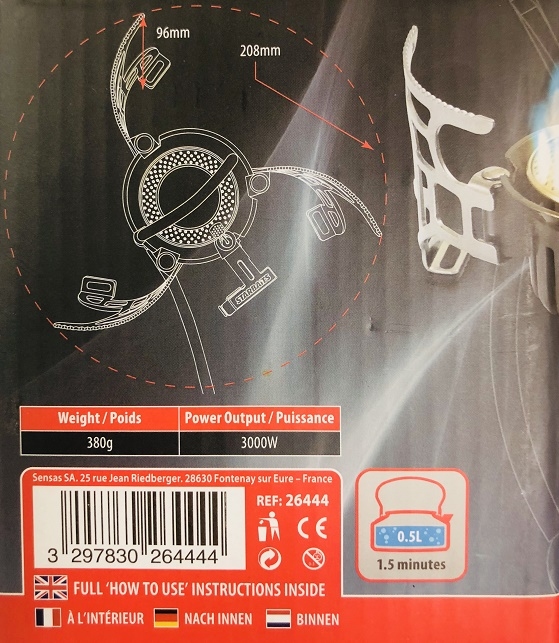 96mm
208mm
STARBAITS
Weight / Poids Power Output / Puissance
380g 3000W
Sensas SA. 25 rue Jean Riedberger. 28630 Fontenay sur Eure – France
REF: 26444
CE
3 297830 264444
0.5L
1.5 minutes
FULL 'HOW TO USE' INSTRUCTIONS INSIDE
À L'INTÉRIEUR NACH INNEN BINNEN